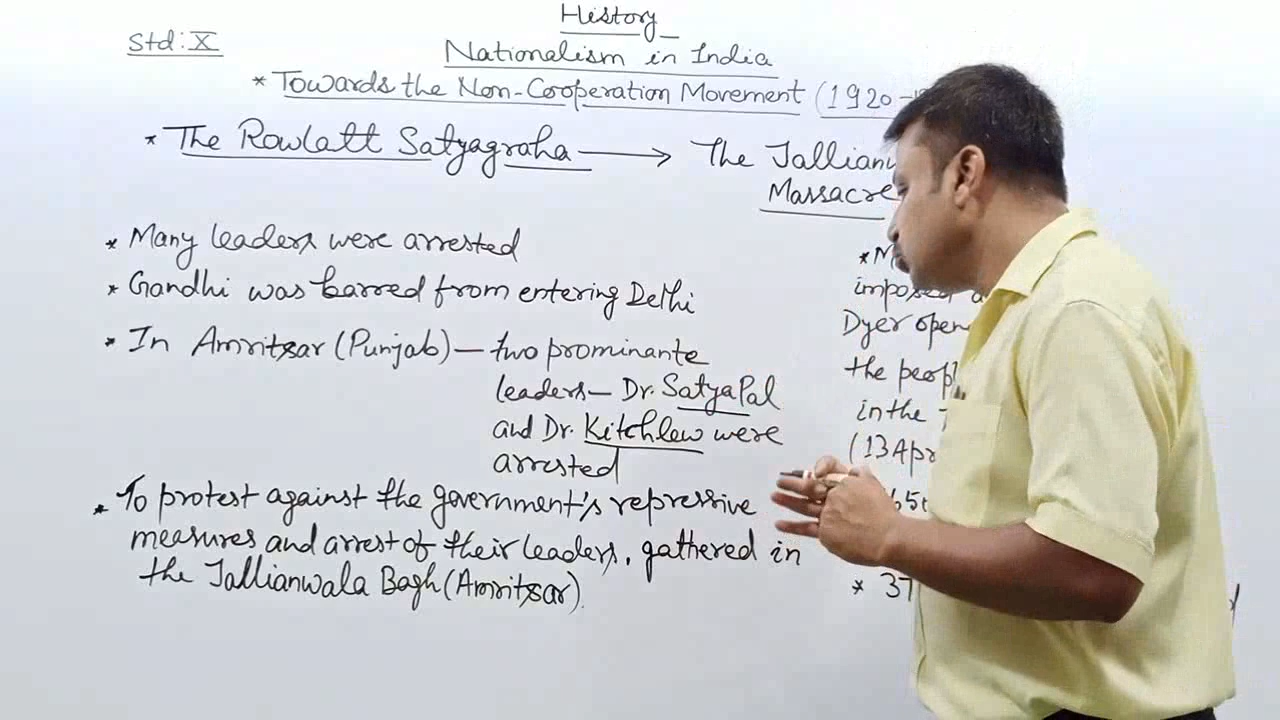 History
Std: X
Nationalism in India
* Towards the Non-Cooperation Movement (1920-
* The Rowlatt Satyagraha → The
Massacre
* Many leaders were arrested
* Gandhi was barred from entering Delhi
* In Amritsar (Punjab) – two prominante
leaders – Dr. SatyaPal
and Dr. Kitchlew were
arrested
* To protest against the government's repressive
measures and arrest of their leaders, gathered in
the Jallianwala Bagh (Amritsar).
imposed
Dyer open
the
in the
(13 Apr
* 37